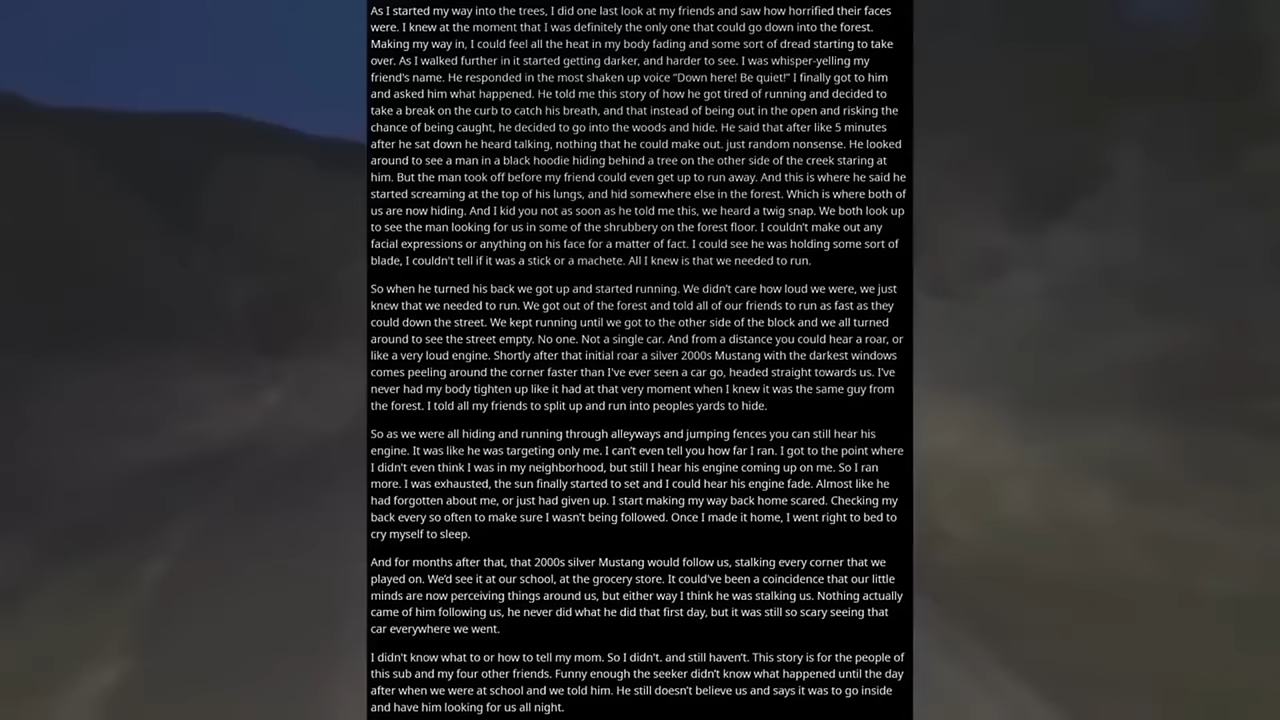 As I started my way into the trees, I did one last look at my friends and saw how horrified their faces
were. I knew at the moment that I was definitely the only one that could go down into the forest.
Making my way in, I could feel all the heat in my body fading and some sort of dread starting to take
over. As I walked further in it started getting darker, and harder to see. I was whisper-yelling my
friend's name. He responded in the most shaken up voice “Down here! Be quiet!” I finally got to him
and asked him what happened. He told me this story of how he got tired of running and decided to
take a break on the curb to catch his breath, and that instead of being out in the open and risking the
chance of being caught, he decided to go into the woods and hide. He said that after like 5 minutes
after he sat down he heard talking, nothing that he could make out. just random nonsense. He looked
around to see a man in a black hoodie hiding behind a tree on the other side of the creek staring at
him. But the man took off before my friend could even get up to run away. And this is where he said he
started screaming at the top of his lungs, and hid somewhere else in the forest. Which is where both of
us are now hiding. And I kid you not as soon as he told me this, we heard a twig snap. We both look up
to see the man looking for us in some of the shrubbery on the forest floor. I couldn’t make out any
facial expressions or anything on his face for a matter of fact. I could see he was holding some sort of
blade, I couldn't tell if it was a stick or a machete. All I knew is that we needed to run.
So when he turned his back we got up and started running. We didn’t care how loud we were, we just
knew that we needed to run. We got out of the forest and told all of our friends to run as fast as they
could down the street. We kept running until we got to the other side of the block and we all turned
around to see the street empty. No one. Not a single car. And from a distance you could hear a roar, or
like a very loud engine. Shortly after that initial roar a silver 2000s Mustang with the darkest windows
comes peeling around the corner faster than I've ever seen a car go, headed straight towards us. I’ve
never had my body tighten up like it had at that very moment when I knew it was the same guy from
the forest. I told all my friends to split up and run into peoples yards to hide.
So as we were all hiding and running through alleyways and jumping fences you can still hear his
engine. It was like he was targeting only me. I can’t even tell you how far I ran. I got to the point where
I didn't even think I was in my neighborhood, but still I hear his engine coming up on me. So I ran
more. I was exhausted, the sun finally started to set and I could hear his engine fade. Almost like he
had forgotten about me, or just had given up. I start making my way back home scared. Checking my
back every so often to make sure I wasn’t being followed. Once I made it home, I went right to bed to
cry myself to sleep.
And for months after that, that 2000s silver Mustang would follow us, stalking every corner that we
played on. We’d see it at our school, at the grocery store. It could've been a coincidence that our little
minds are now perceiving things around us, but either way I think he was stalking us. Nothing actually
came of him following us, he never did what he did that first day, but it was still so scary seeing that
car everywhere we went.
I didn't know what to or how to tell my mom. So I didn't. and still haven’t. This story is for the people of
this sub and my four other friends. Funny enough the seeker didn’t know what happened until the day
after when we were at school and we told him. He still doesn’t believe us and says it was to go inside
and have him looking for us all night.